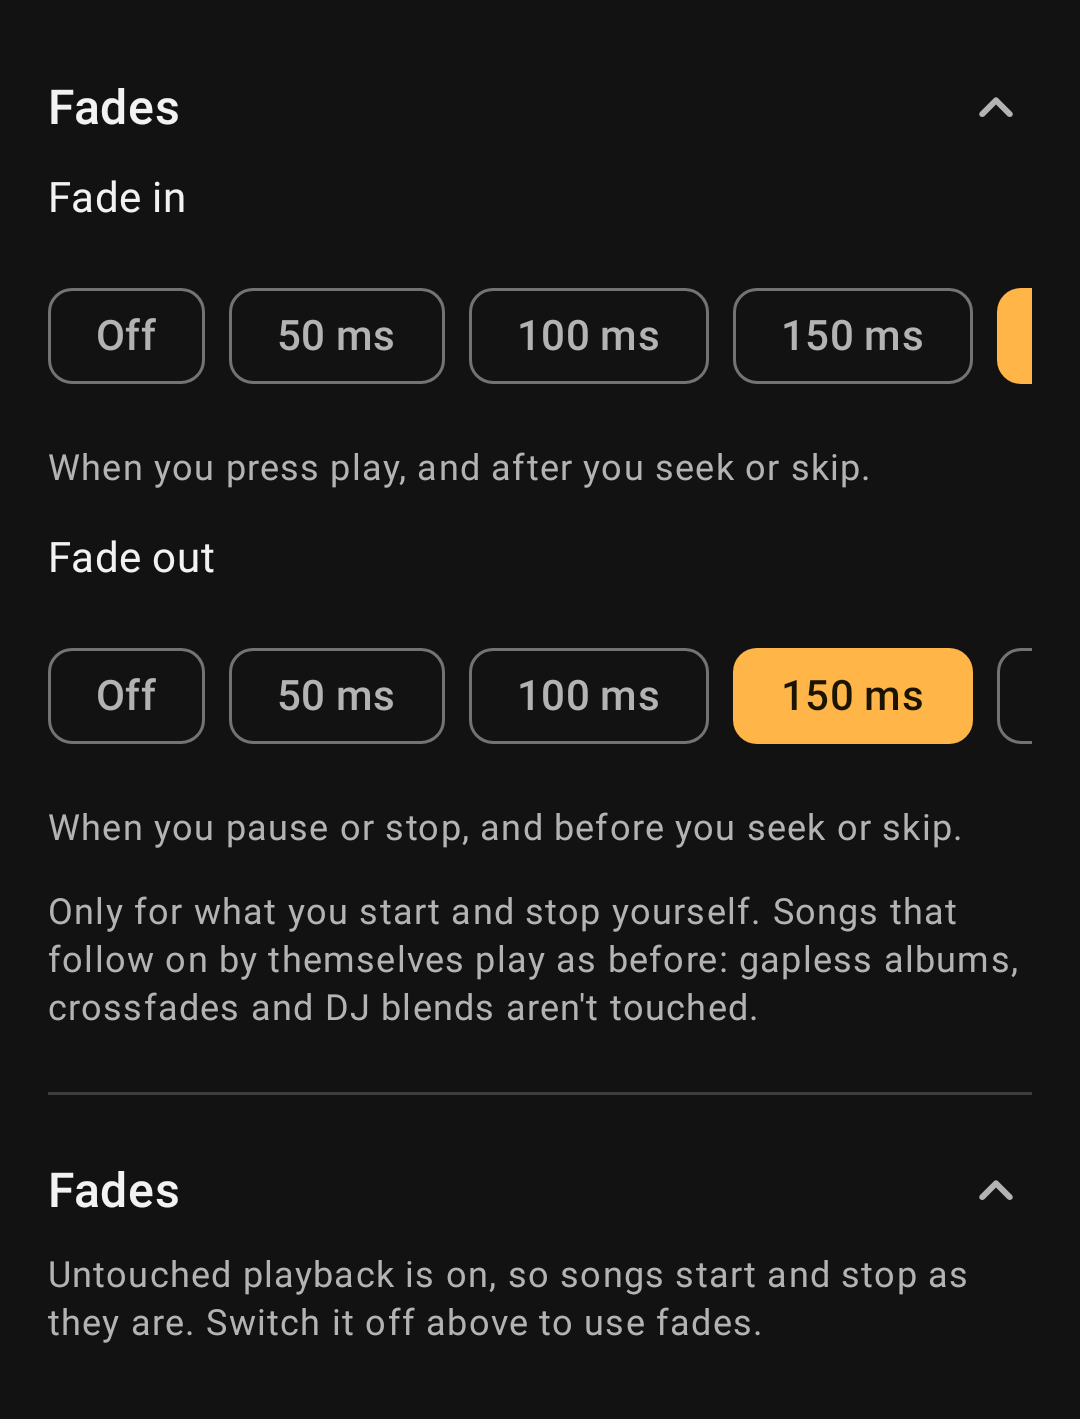 Fades
Fade in
Off 50 ms 100 ms 150 ms
When you press play, and after you seek or skip.
Fade out
Off 50 ms 100 ms 150 ms
When you pause or stop, and before you seek or skip.
Only for what you start and stop yourself. Songs that
follow on by themselves play as before: gapless albums,
crossfades and DJ blends aren't touched.
Fades
Untouched playback is on, so songs start and stop as
they are. Switch it off above to use fades.